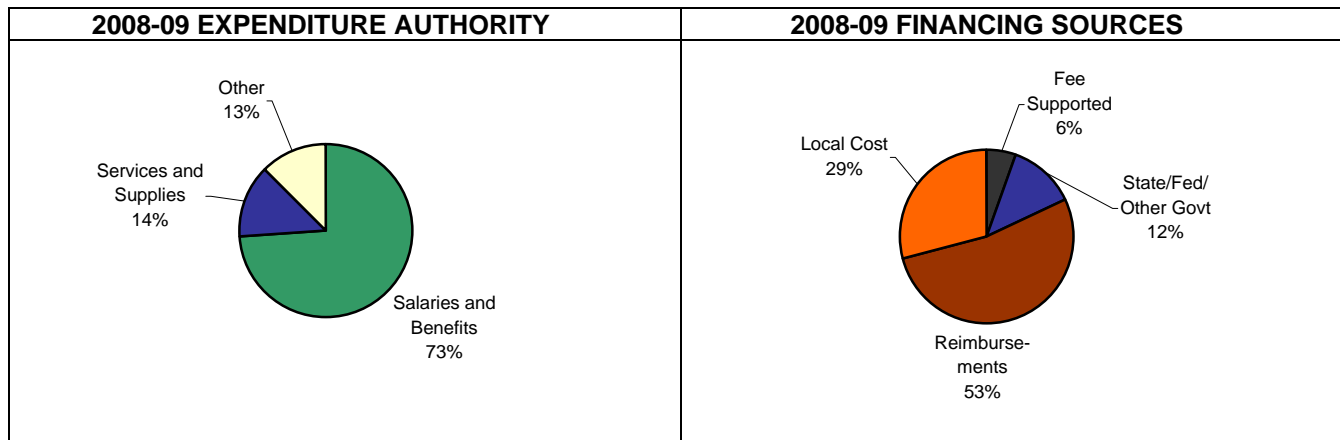 2008-09 EXPENDITURE AUTHORITY
Other
13%
Services and
Supplies
14%
Salaries and
Benefits
73%
2008-09 FINANCING SOURCES
Fee
Supported
6%
Local Cost
29%
State/Fed/
Other Govt
12%
Reimburse-
ments
53%